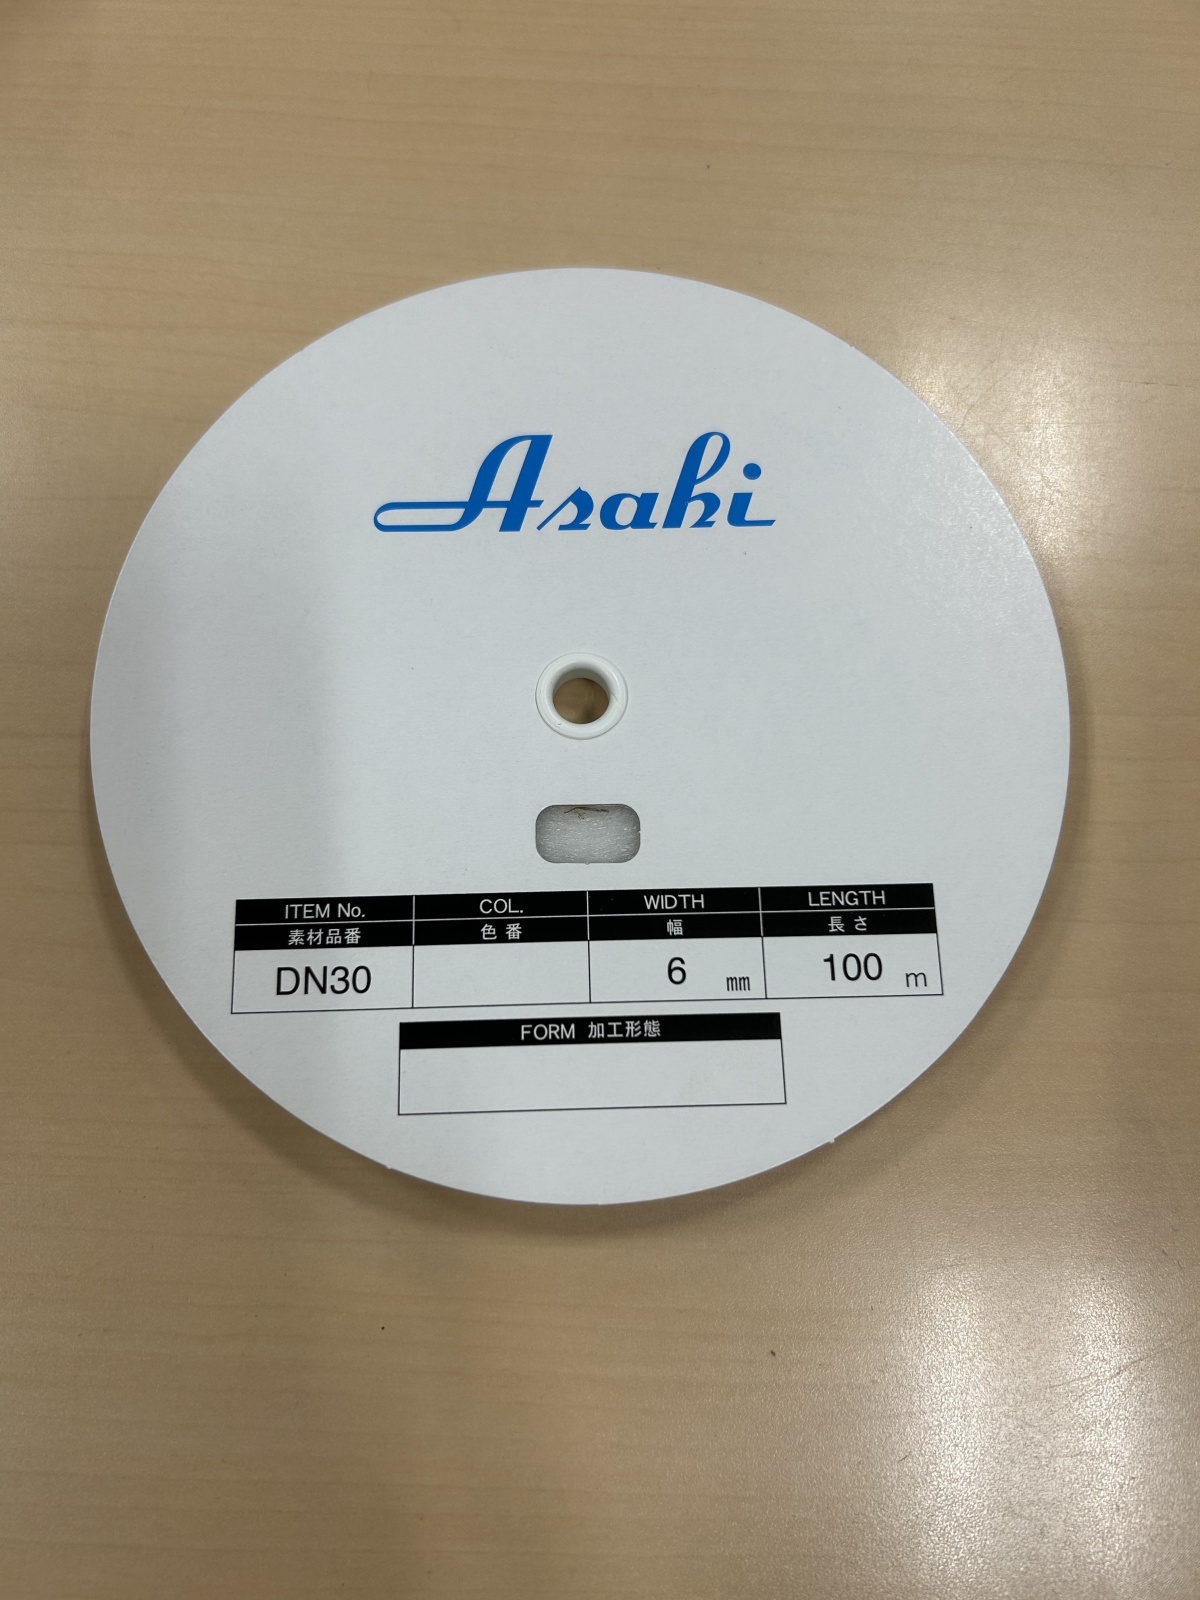 Asahi
ITEM No. COL. WIDTH LENGTH
素材品番 色番 幅 長さ
DN30 6 mm 100 m
FORM 加工形態